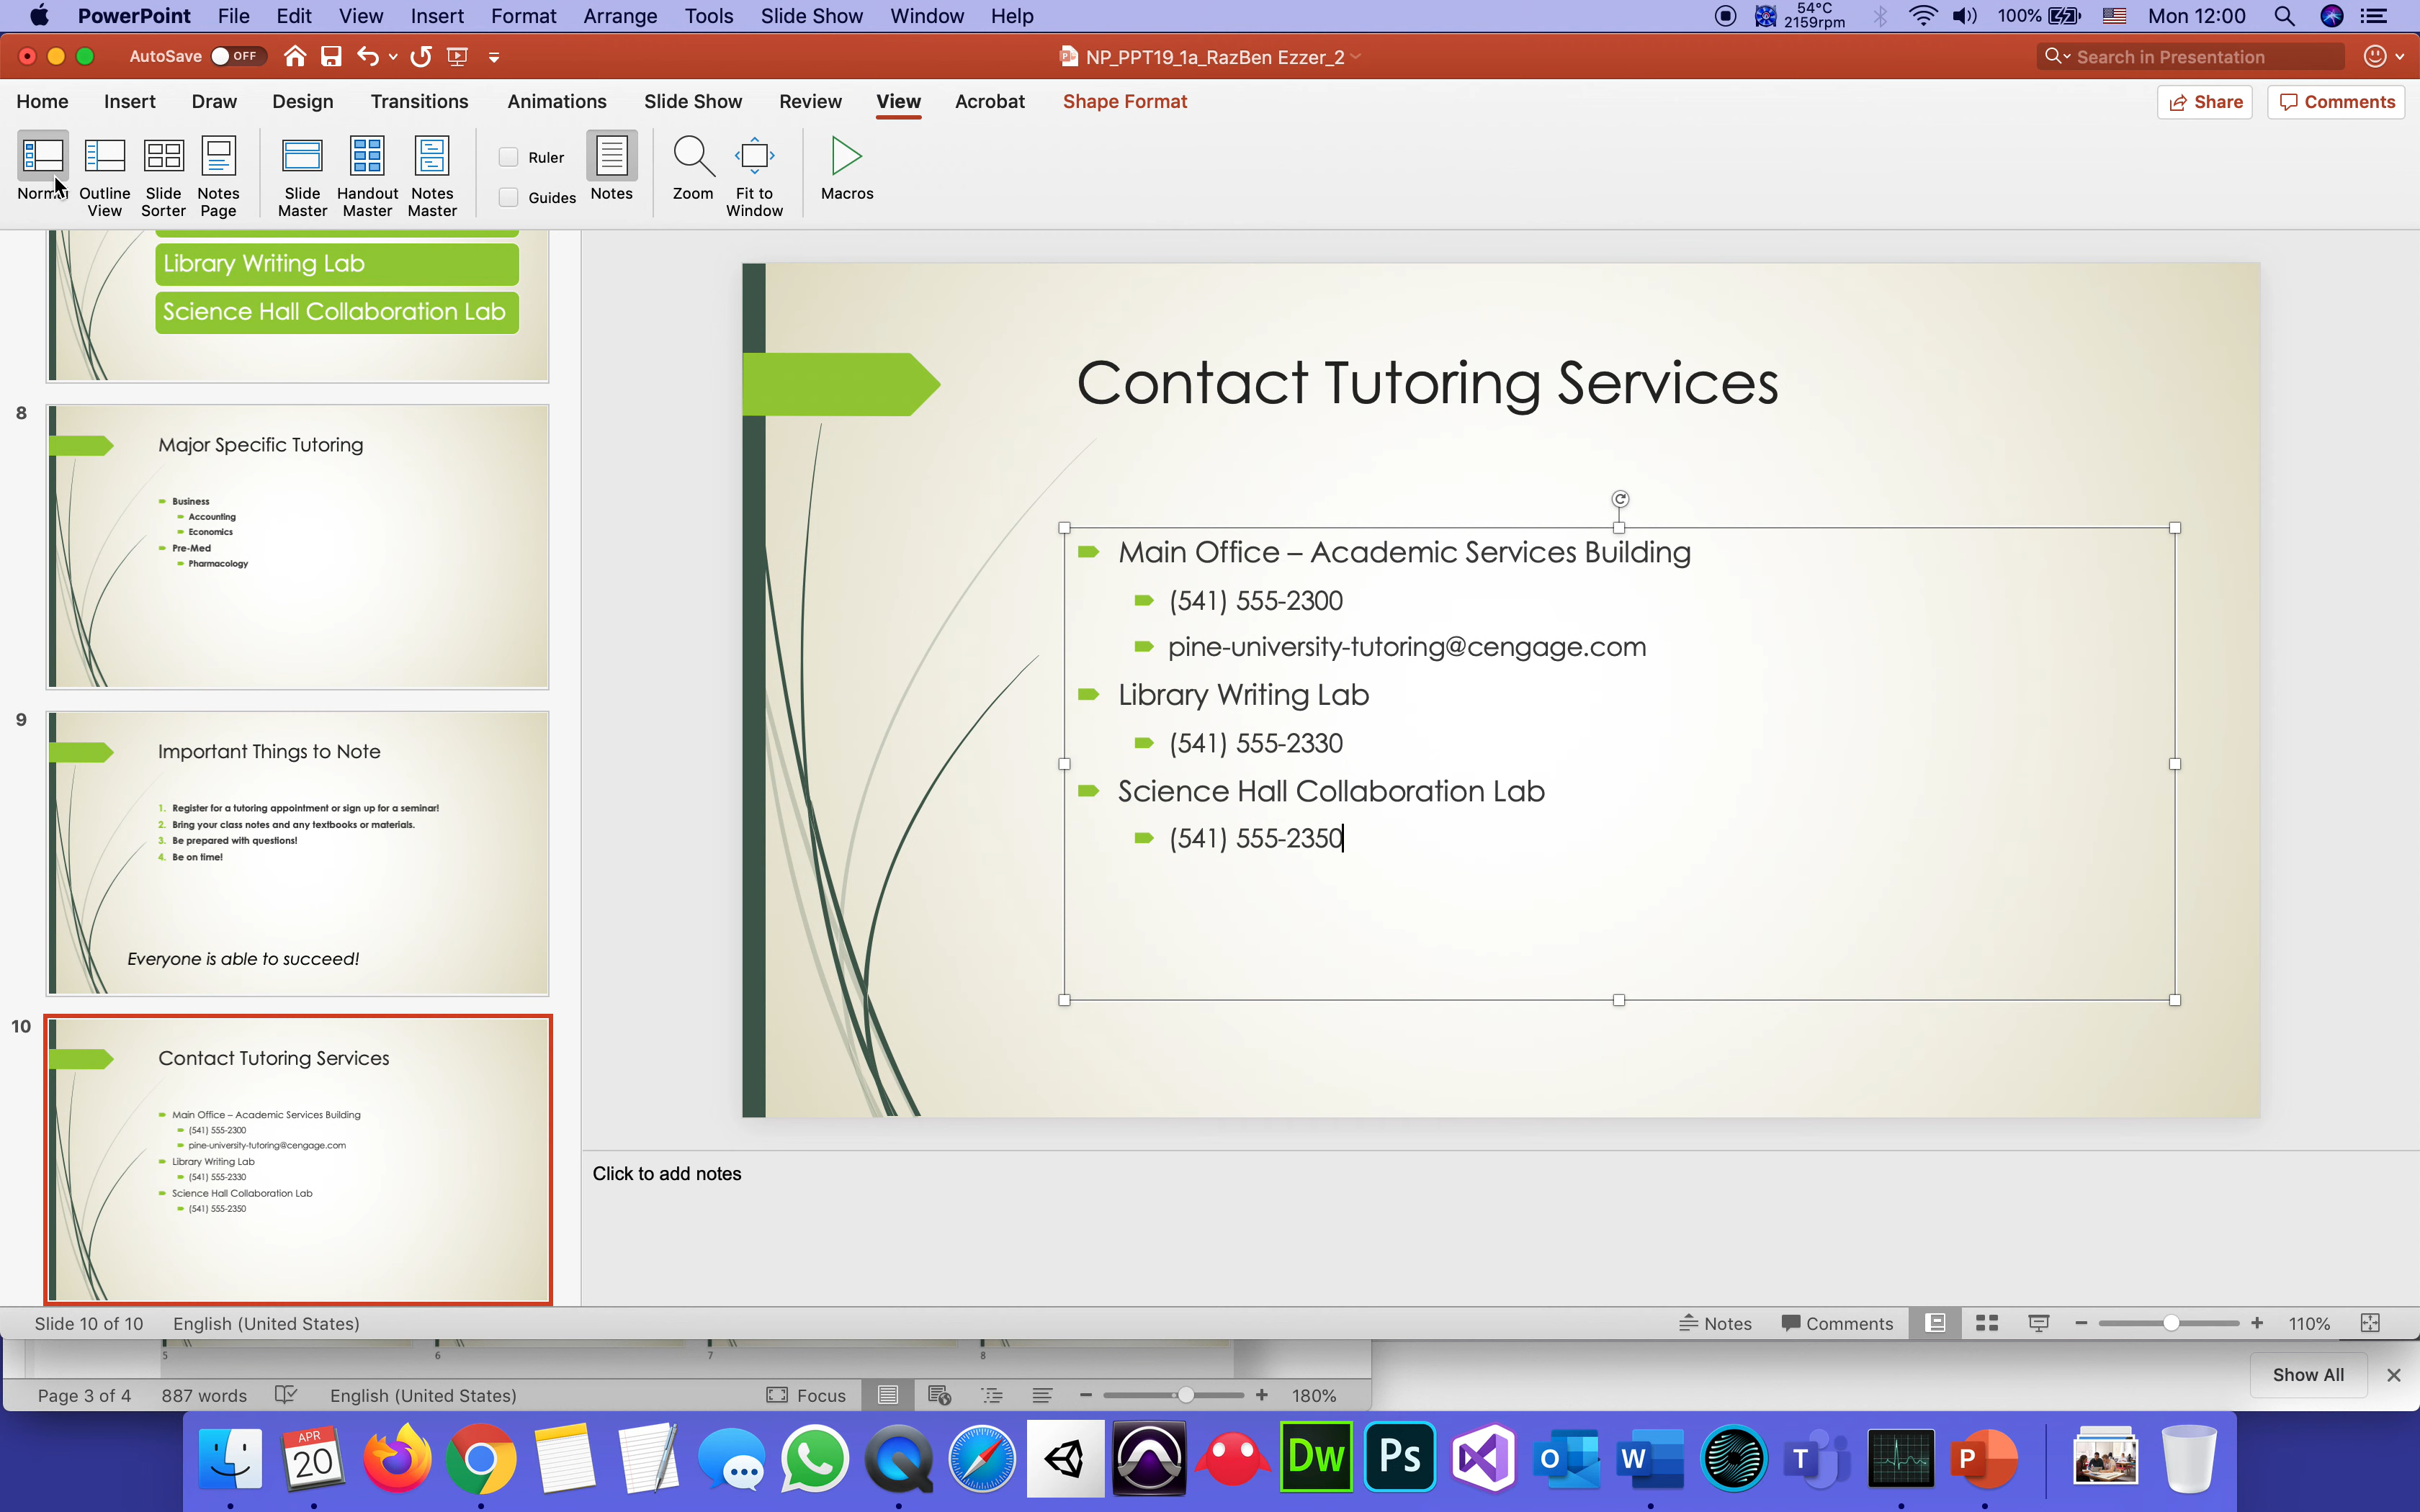 PowerPoint File Edit View Insert Format Arrange Tools Slide Show Window Help
54°C
2159rpm
100% Mon 12:00
AutoSave OFF
NP_PPT19_1a_RazBen Ezzer_2
Search in Presentation
Home Insert Draw Design Transitions Animations Slide Show Review View Acrobat Shape Format
Share Comments
Outline View
Slide Sorter
Notes Page
Slide Master
Handout Master
Notes Master
Ruler
Guides
Notes
Zoom
Fit to Window
Macros
Library Writing Lab
Science Hall Collaboration Lab
8
Major Specific Tutoring
Business
Accounting
Economics
Pre-Med
Pharmacology
9
Important Things to Note
1. Register for a tutoring appointment or sign up for a seminar!
2. Bring your class notes and any textbooks or materials.
3. Be prepared with questions!
4. Be on time!
Everyone is able to succeed!
10
Contact Tutoring Services
Main Office – Academic Services Building
(541) 555-2300
pine-university-tutoring@cengage.com
Library Writing Lab
(541) 555-2330
Science Hall Collaboration Lab
(541) 555-2350
Contact Tutoring Services
Main Office – Academic Services Building
(541) 555-2300
pine-university-tutoring@cengage.com
Library Writing Lab
(541) 555-2330
Science Hall Collaboration Lab
(541) 555-2350
Click to add notes
Slide 10 of 10 English (United States)
Notes Comments 110%
5 6 7 8
Show All
Page 3 of 4 887 words English (United States) Focus 180%
APR
20
Dw
Ps
O
W
T
P